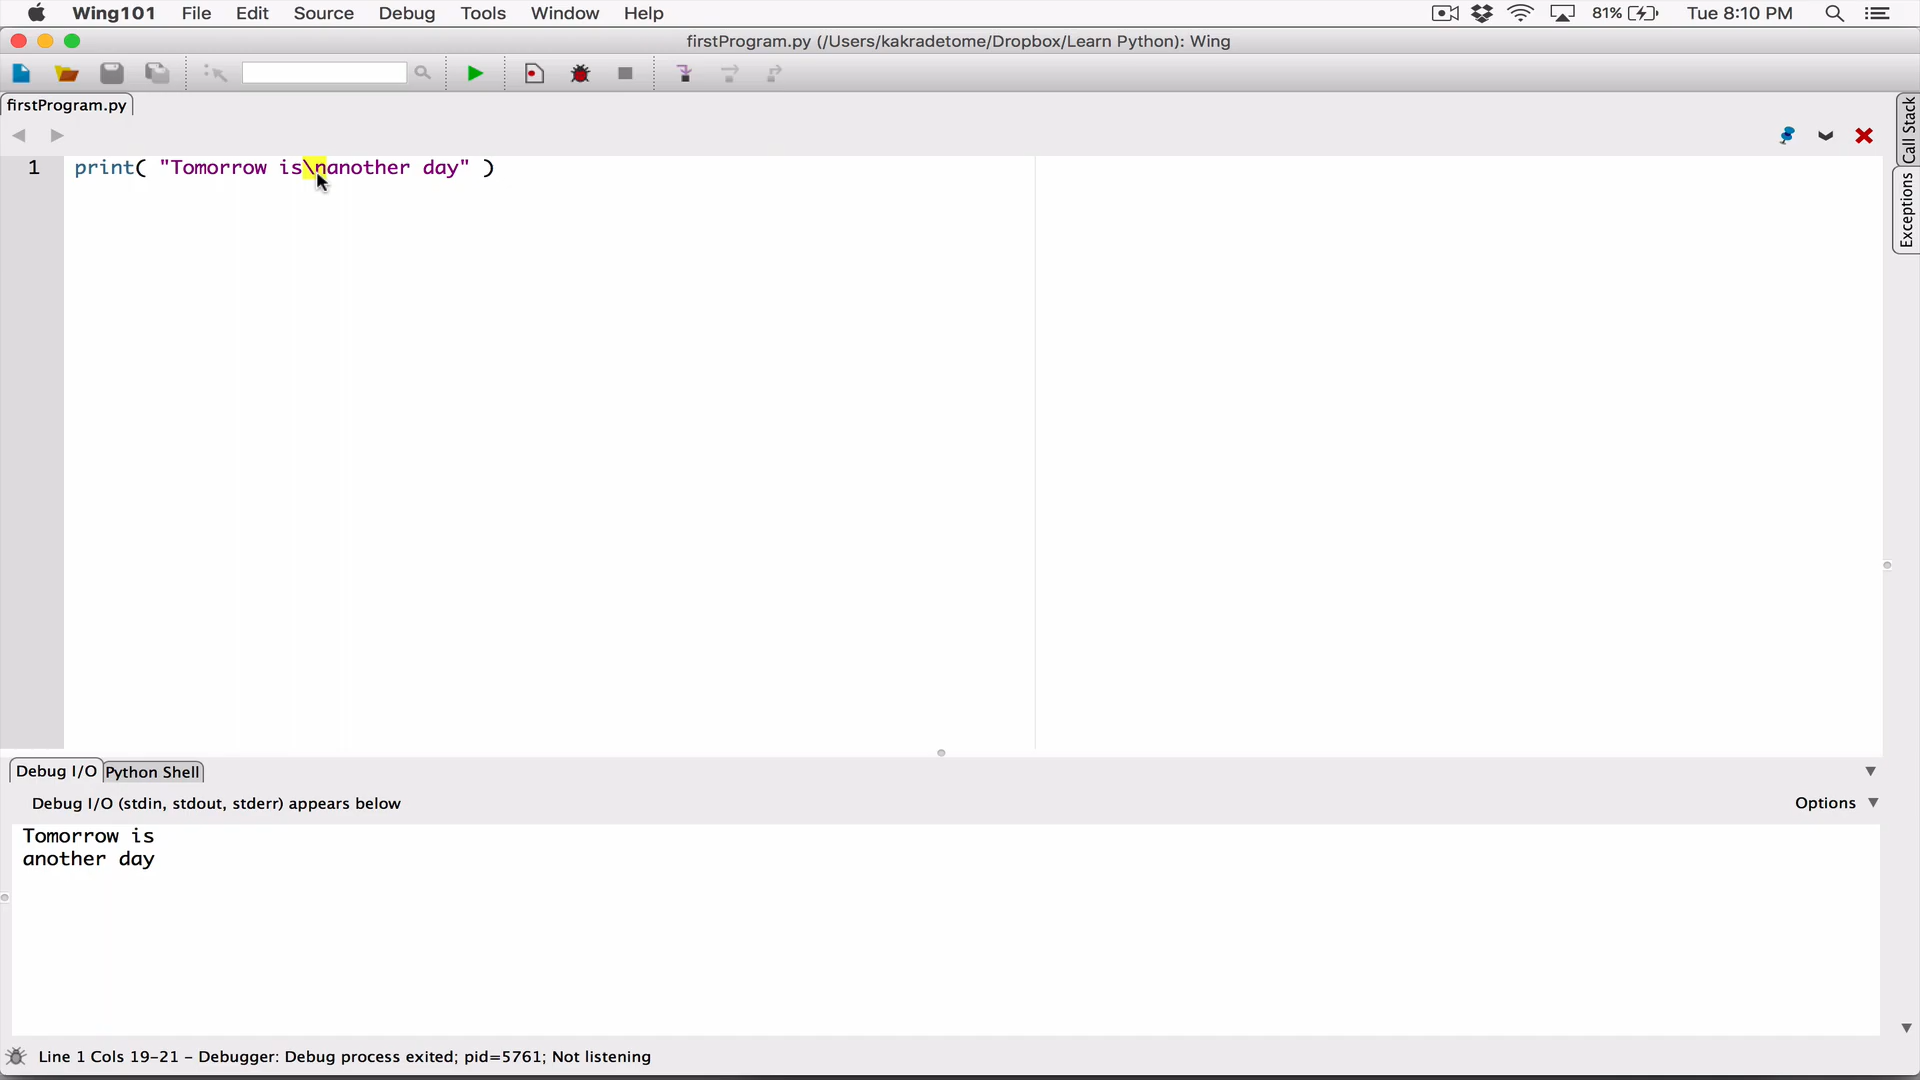 Wing101 File Edit Source Debug Tools Window Help 81% Tue 8:10 PM
firstProgram.py (/Users/kakradetome/Dropbox/Learn Python): Wing
firstProgram.py
1 print( "Tomorrow is\nanother day" )
Call Stack
Exceptions
Debug I/O Python Shell
Debug I/O (stdin, stdout, stderr) appears below Options
Tomorrow is
another day
Line 1 Cols 19-21 - Debugger: Debug process exited; pid=5761; Not listening